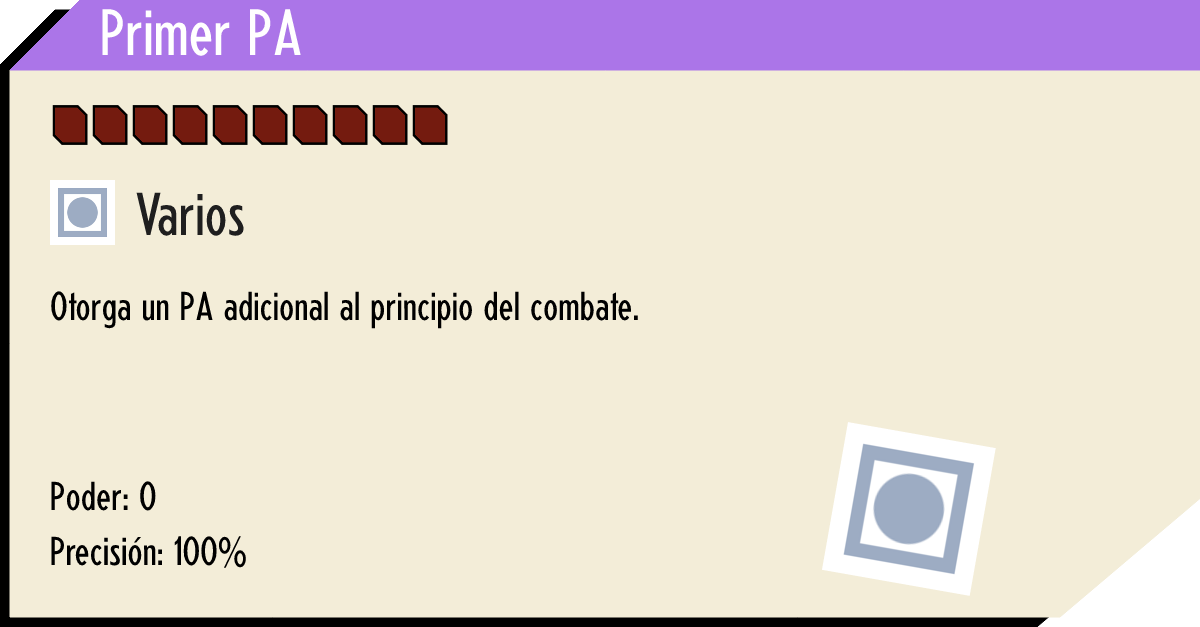 Primer PA
Varios
Otorga un PA adicional al principio del combate.
Poder: 0
Precisión: 100%